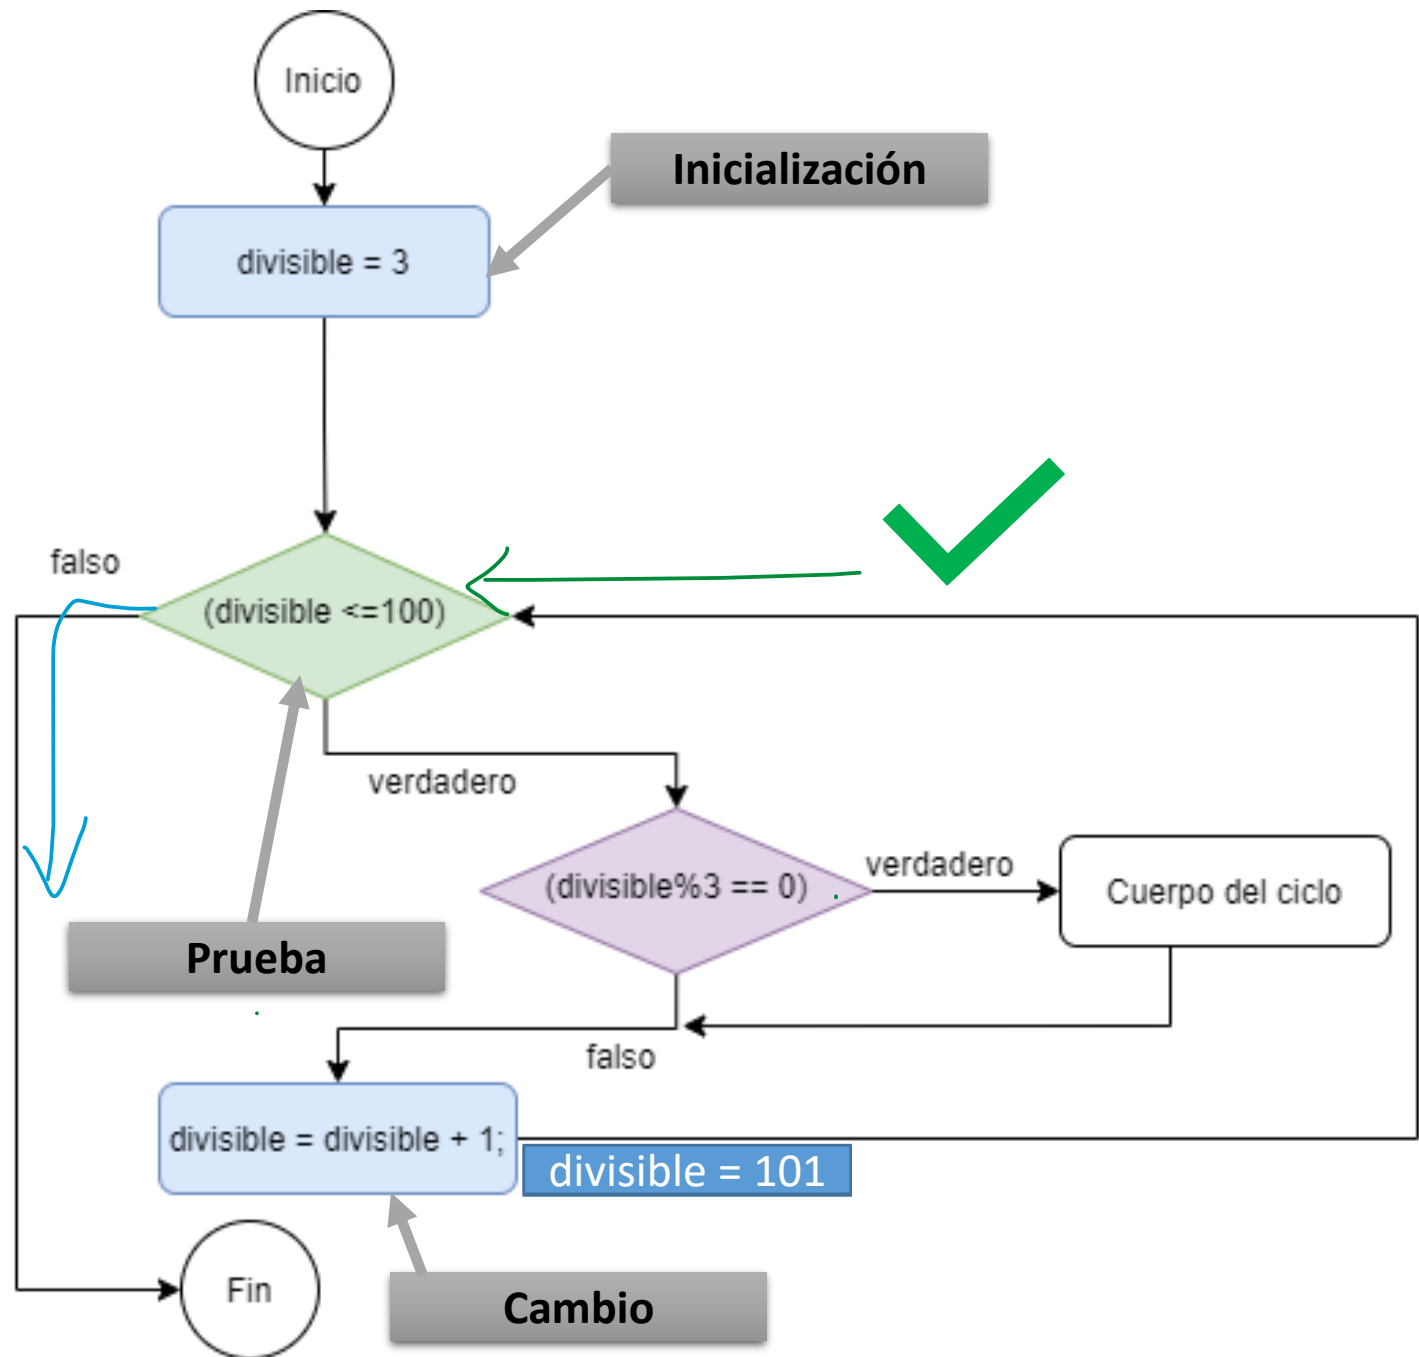 Inicio
Inicialización
divisible = 3
falso
(divisible <=100)
verdadero
(divisible%3 == 0)
verdadero
Cuerpo del ciclo
Prueba
falso
divisible = divisible + 1;
divisible = 101
Fin
Cambio